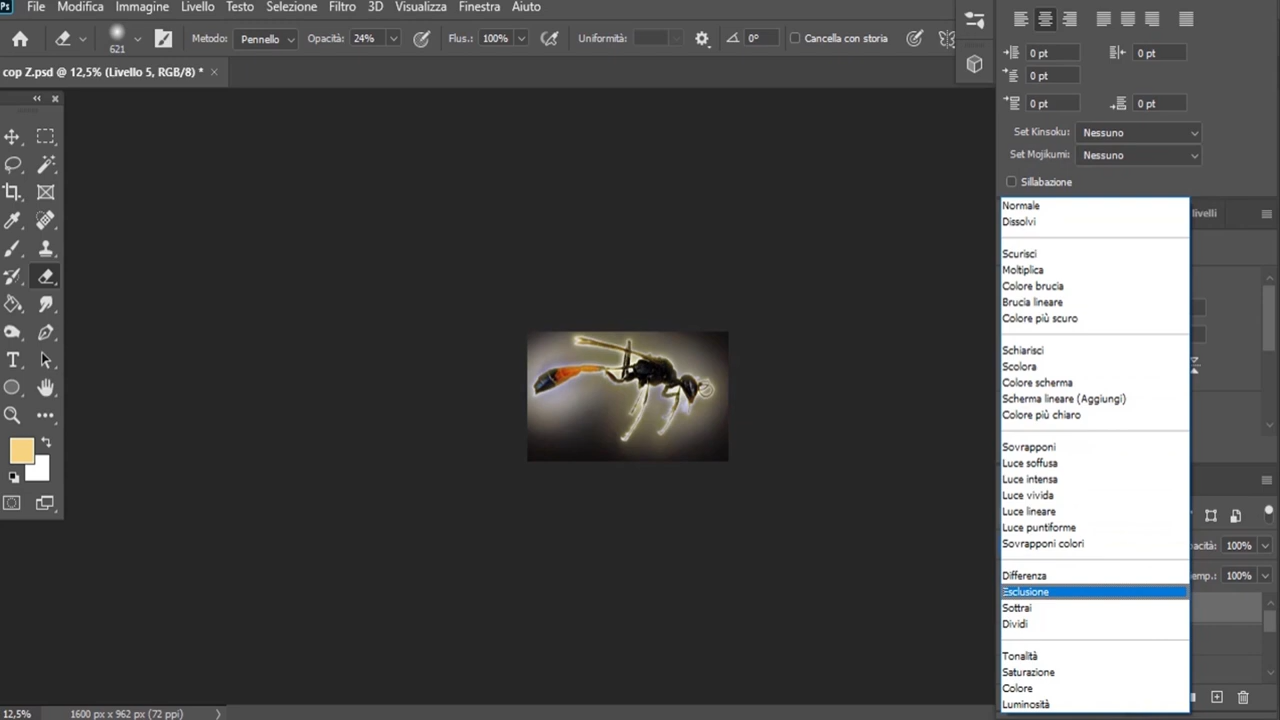 Ps File Modifica Immagine Livello Testo Selezione Filtro 3D Visualizza Finestra Aiuto
621 Metodo: Pennello Opacità: 24% Flus.: 100% Uniformità: 0° Cancella con storia
cop Z.psd @ 12,5% (Livello 5, RGB/8) * ×
0 pt 0 pt
0 pt
0 pt 0 pt
Set Kinsoku: Nessuno
Set Mojikumi: Nessuno
Sillabazione
livelli
Normale
Dissolvi
Scurisci
Moltiplica
Colore brucia
Brucia lineare
Colore più scuro
Schiarisci
Scolora
Colore scherma
Scherma lineare (Aggiungi)
Colore più chiaro
Sovrapponi
Luce soffusa
Luce intensa
Luce vivida
Luce lineare
Luce puntiforme
Sovrapponi colori
pacità: 100%
Differenza
emp.: 100%
Esclusione
Sottrai
Dividi
Tonalità
Saturazione
Colore
Luminosità
12,5% 1600 px x 962 px (72 ppi)